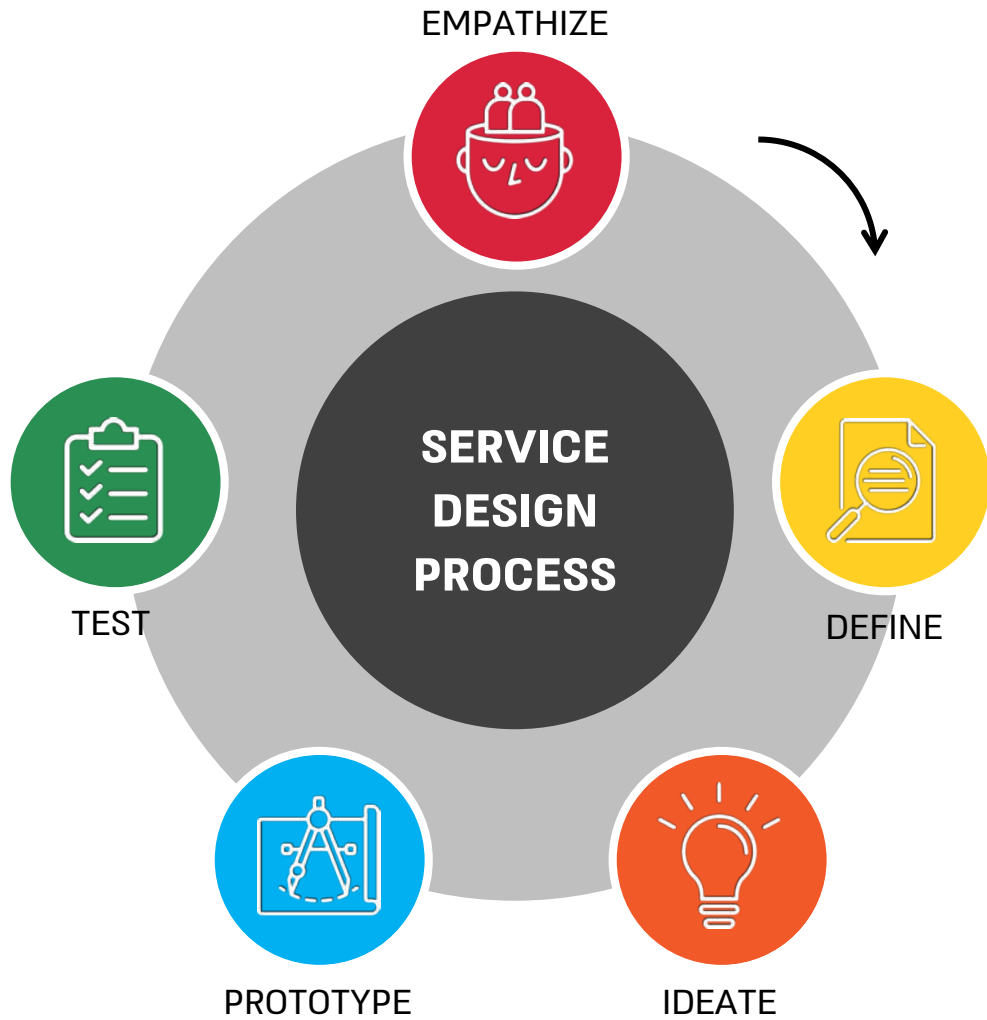 EMPATHIZE
SERVICE
DESIGN
PROCESS
TEST
DEFINE
PROTOTYPE
IDEATE